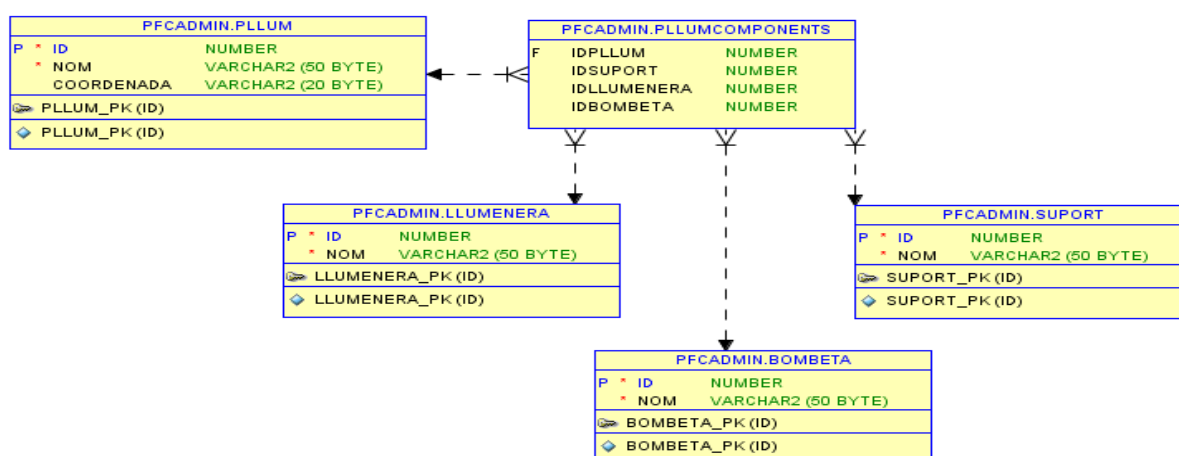 PFCADMIN.PLLUM
P * ID NUMBER
* NOM VARCHAR2 (50 BYTE)
COORDENADA VARCHAR2 (20 BYTE)
PLLUM_PK (ID)
PLLUM_PK (ID)
PFCADMIN.PLLUMCOMPONENTS
F IDPLLUM NUMBER
IDSUPORT NUMBER
IDLLUMENERA NUMBER
IDBOMBETA NUMBER
PFCADMIN.LLUMENERA
P * ID NUMBER
* NOM VARCHAR2 (50 BYTE)
LLUMENERA_PK (ID)
LLUMENERA_PK (ID)
PFCADMIN.SUPORT
P * ID NUMBER
* NOM VARCHAR2 (50 BYTE)
SUPORT_PK (ID)
SUPORT_PK (ID)
PFCADMIN.BOMBETA
P * ID NUMBER
* NOM VARCHAR2 (50 BYTE)
BOMBETA_PK (ID)
BOMBETA_PK (ID)